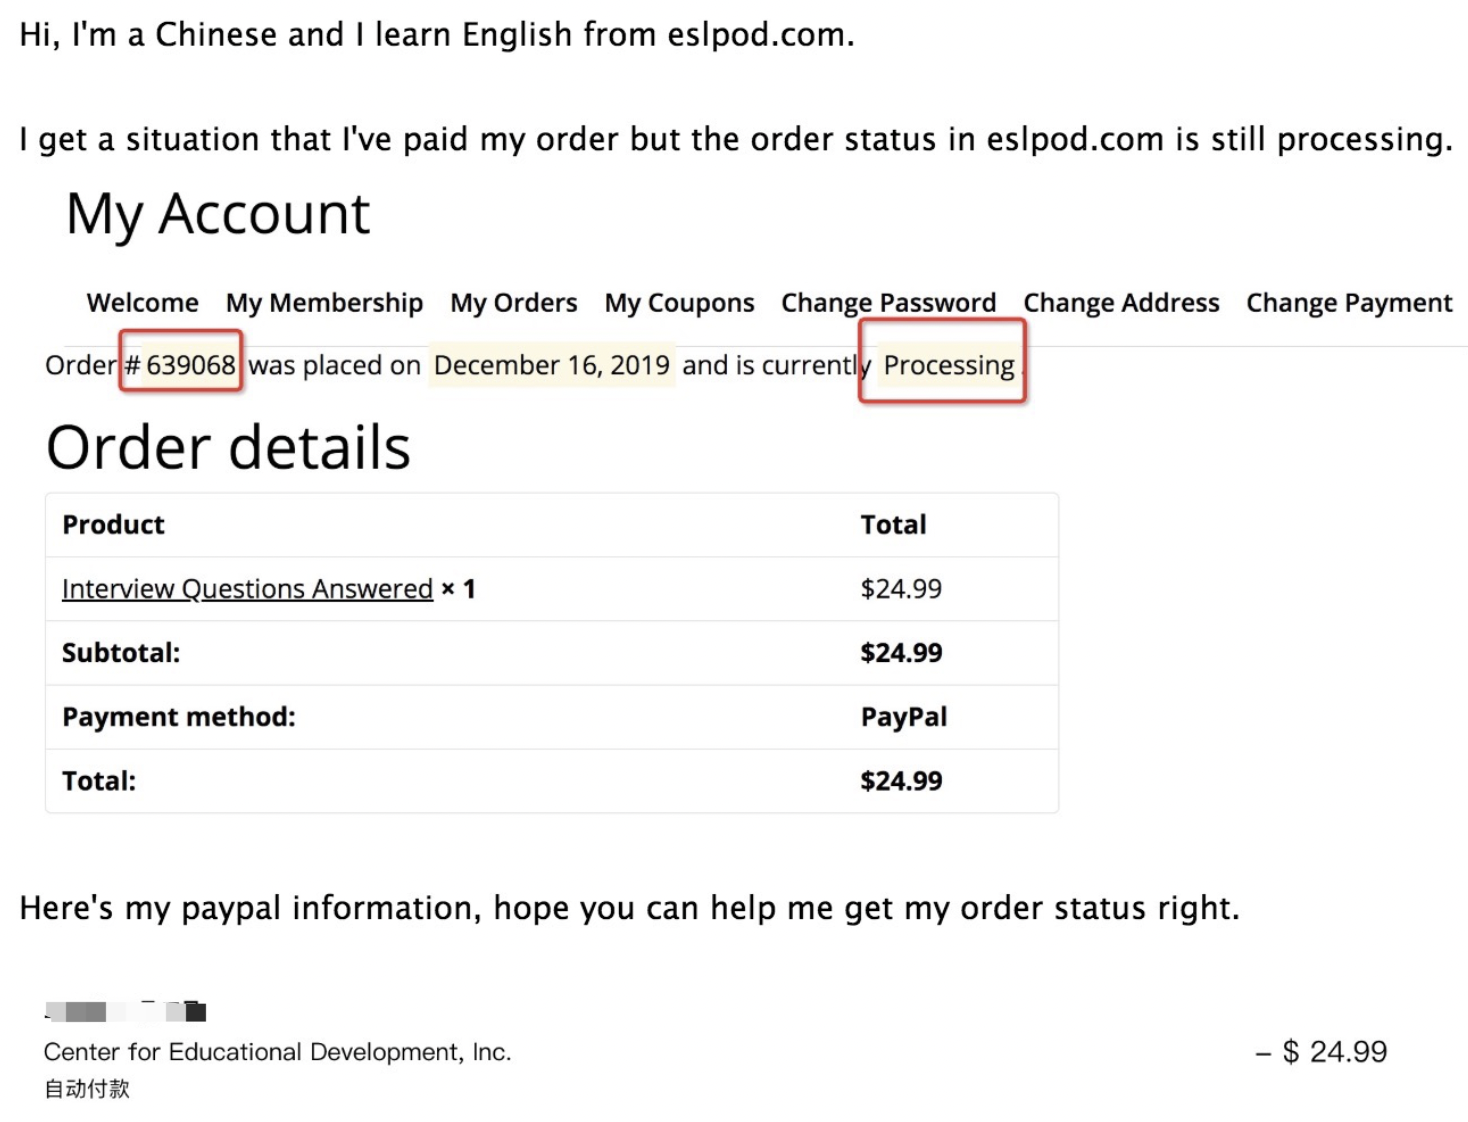 Hi, I'm a Chinese and I learn English from eslpod.com.
I get a situation that I've paid my order but the order status in eslpod.com is still processing.
My Account
Welcome My Membership My Orders My Coupons Change Password Change Address Change Payment
Order #639068 was placed on December 16, 2019 and is currently Processing.
Order details
Product Total
Interview Questions Answered × 1 $24.99
Subtotal: $24.99
Payment method: PayPal
Total: $24.99
Here's my paypal information, hope you can help me get my order status right.
Center for Educational Development, Inc. – $ 24.99
自动付款